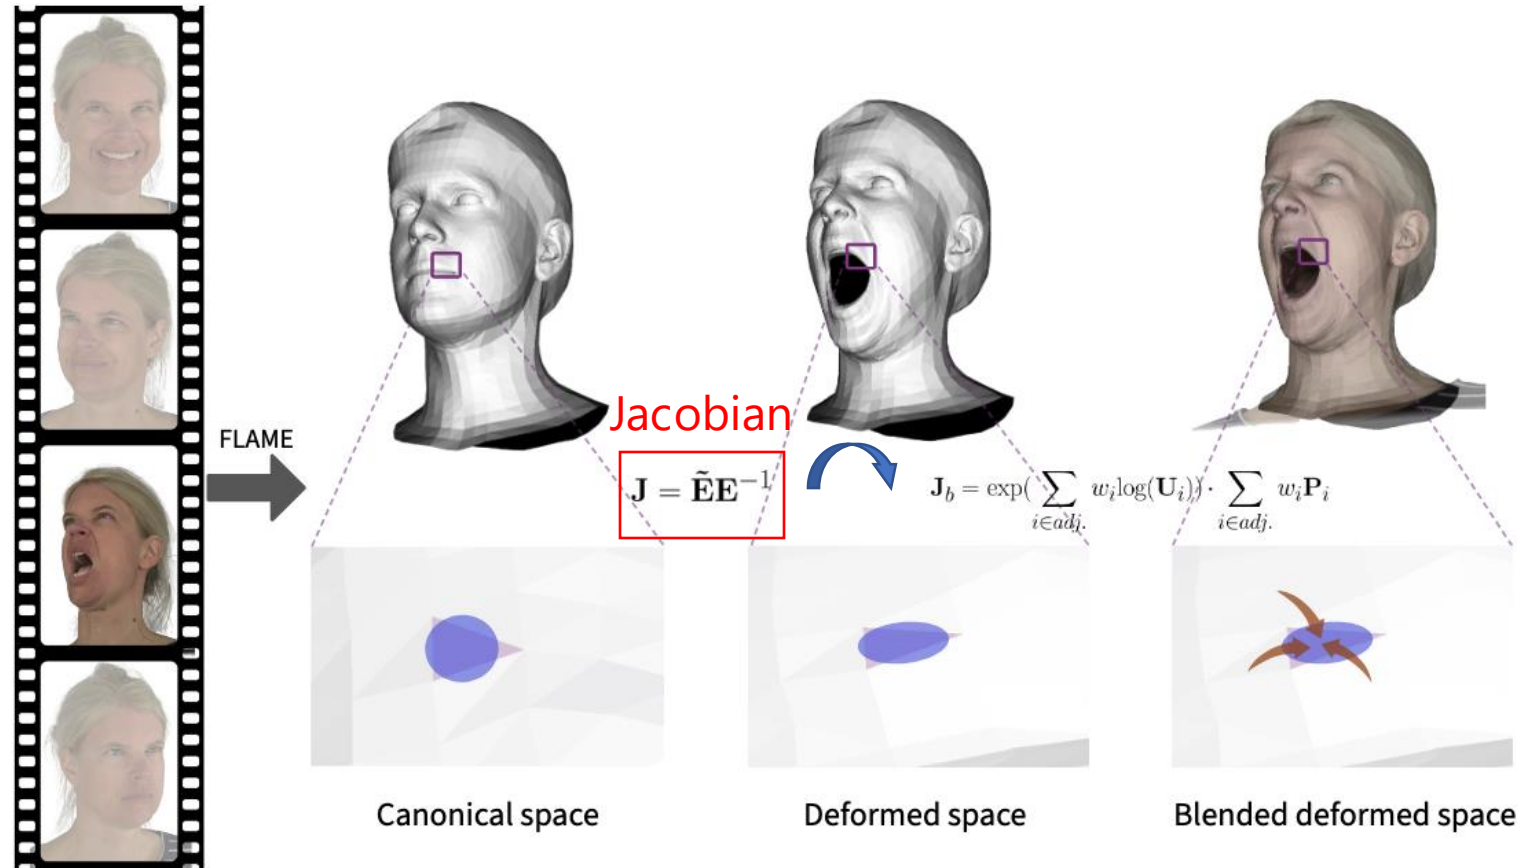 FLAME
Jacobian
J = ẼE⁻¹
J_b = exp( ∑_{i∈adj.} w_i log(U_i)) · ∑_{i∈adj.} w_i P_i
Canonical space
Deformed space
Blended deformed space